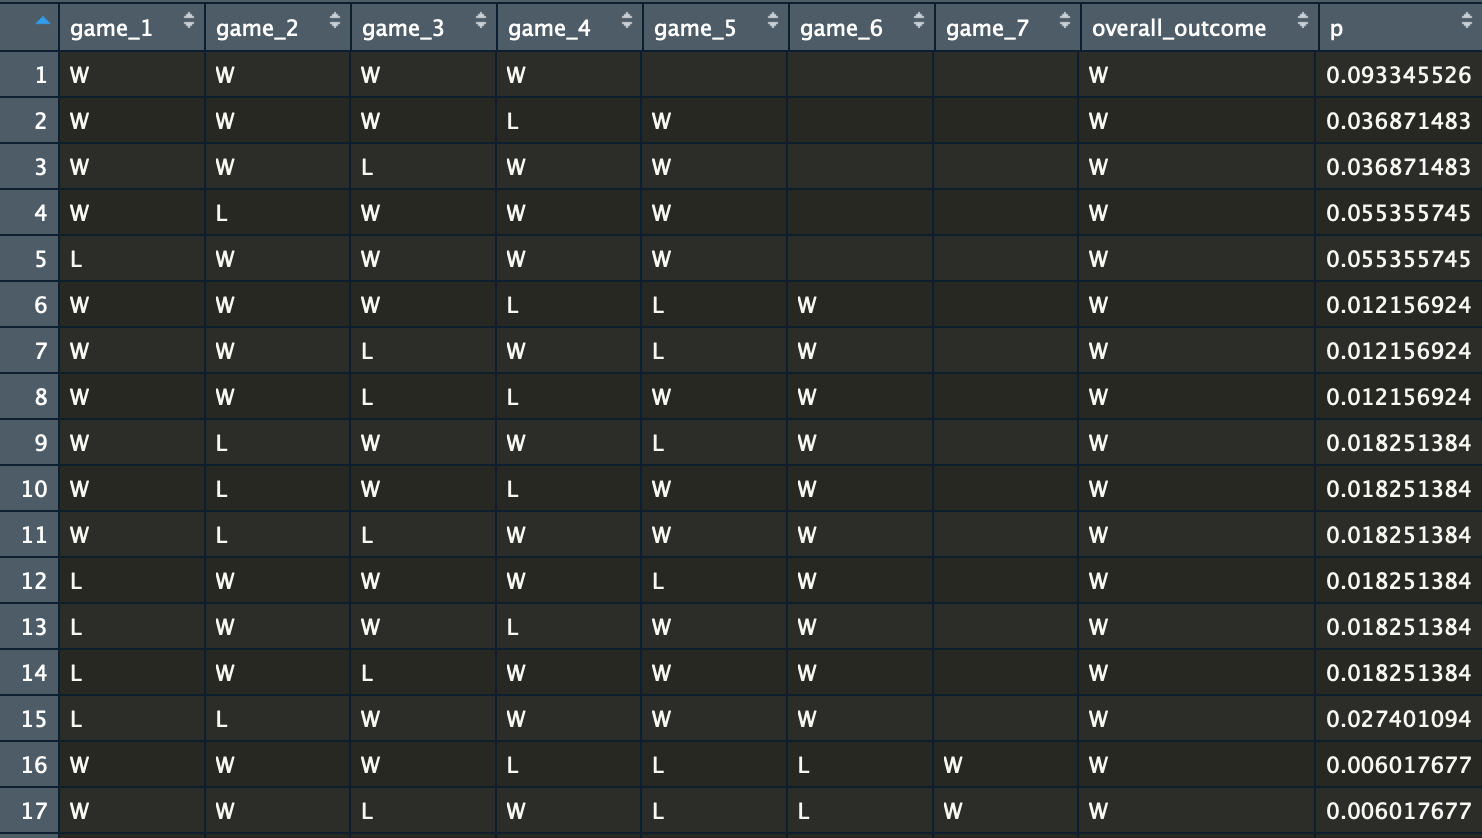 game_1 game_2 game_3 game_4 game_5 game_6 game_7 overall_outcome p
1 W W W W W 0.093345526
2 W W W L W W 0.036871483
3 W W L W W W 0.036871483
4 W L W W W W 0.055355745
5 L W W W W W 0.055355745
6 W W W L L W W 0.012156924
7 W W L W L W W 0.012156924
8 W W L L W W W 0.012156924
9 W L W W L W W 0.018251384
10 W L W L W W W 0.018251384
11 W L L W W W W 0.018251384
12 L W W W L W W 0.018251384
13 L W W L W W W 0.018251384
14 L W L W W W W 0.018251384
15 L L W W W W W 0.027401094
16 W W W L L L W W 0.006017677
17 W W L W L L W W 0.006017677